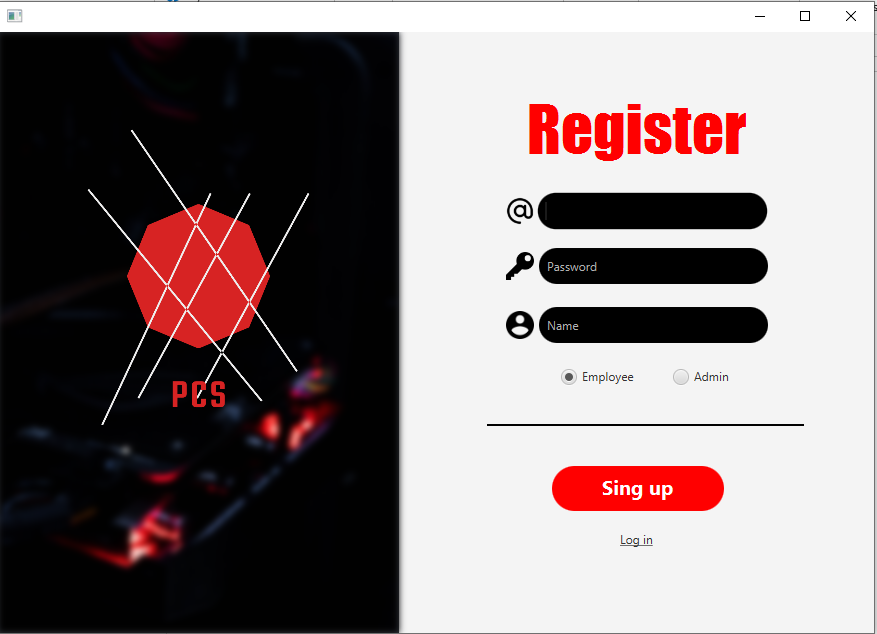 Register
Password
Name
Employee Admin
PCS
Sing up
Log in